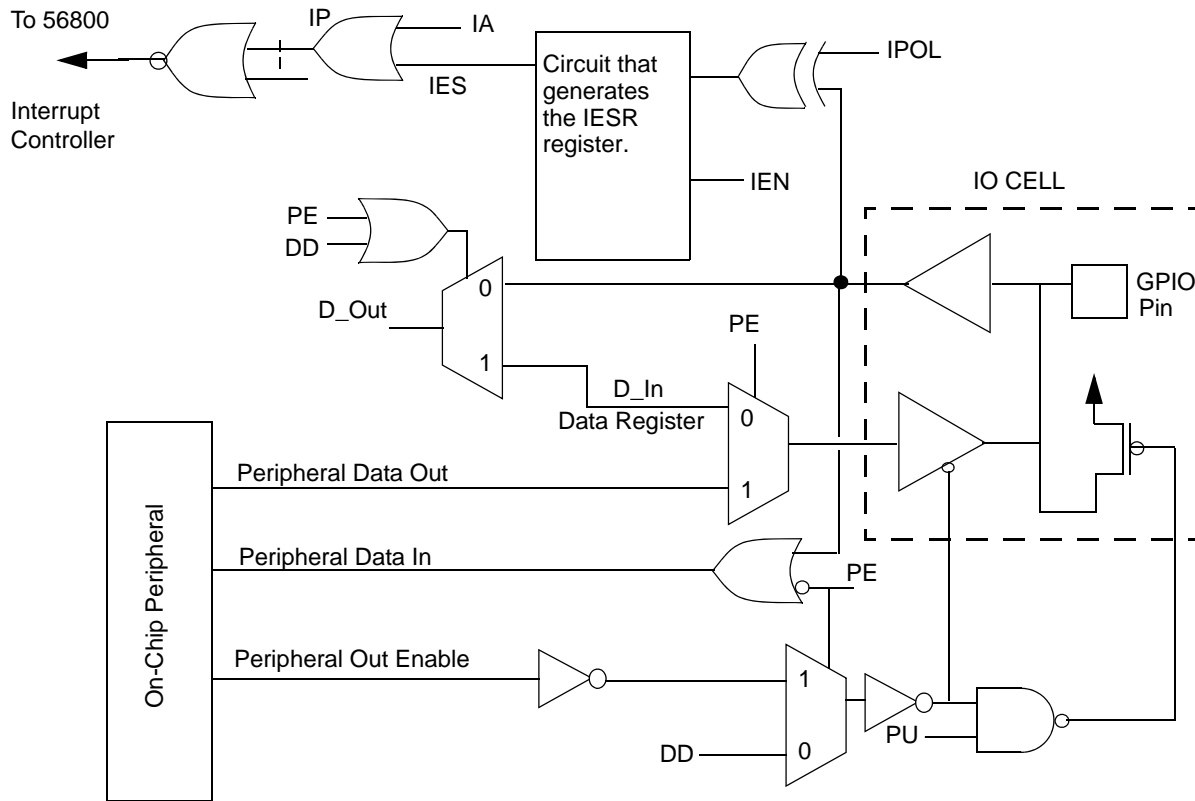 To 56800
IP
IA
IES
Interrupt
Controller
Circuit that
generates
the IESR
register.
IPOL
IEN
IO CELL
PE
DD
0
D_Out
1
GPIO
Pin
PE
D_In
Data Register
0
1
On-Chip Peripheral
Peripheral Data Out
Peripheral Data In
PE
Peripheral Out Enable
1
0
DD
PU